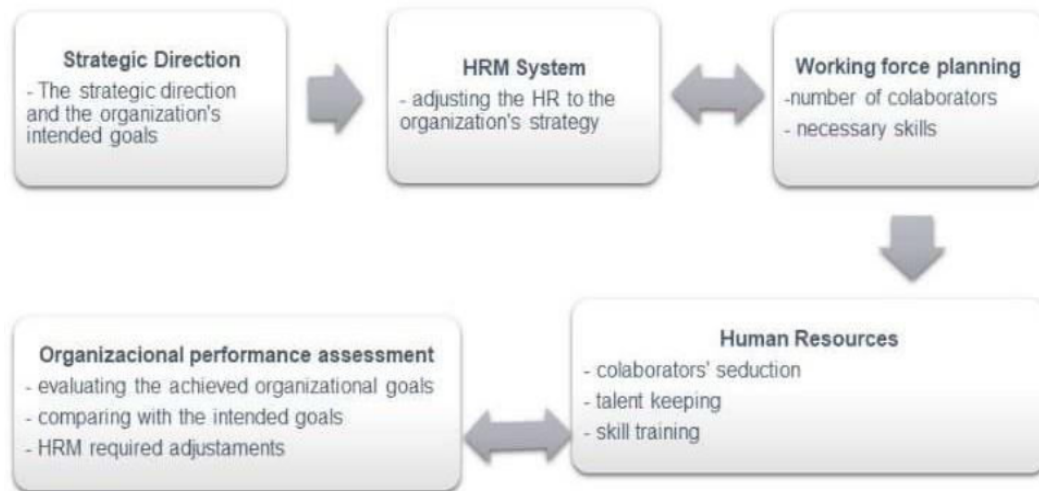 Strategic Direction
- The strategic direction
and the organization's
intended goals
HRM System
- adjusting the HR to the
organization's strategy
Working force planning
-number of colaborators
- necessary skills
Human Resources
- colaborators' seduction
- talent keeping
- skill training
Organizacional performance assessment
- evaluating the achieved organizational goals
- comparing with the intended goals
- HRM required adjustaments